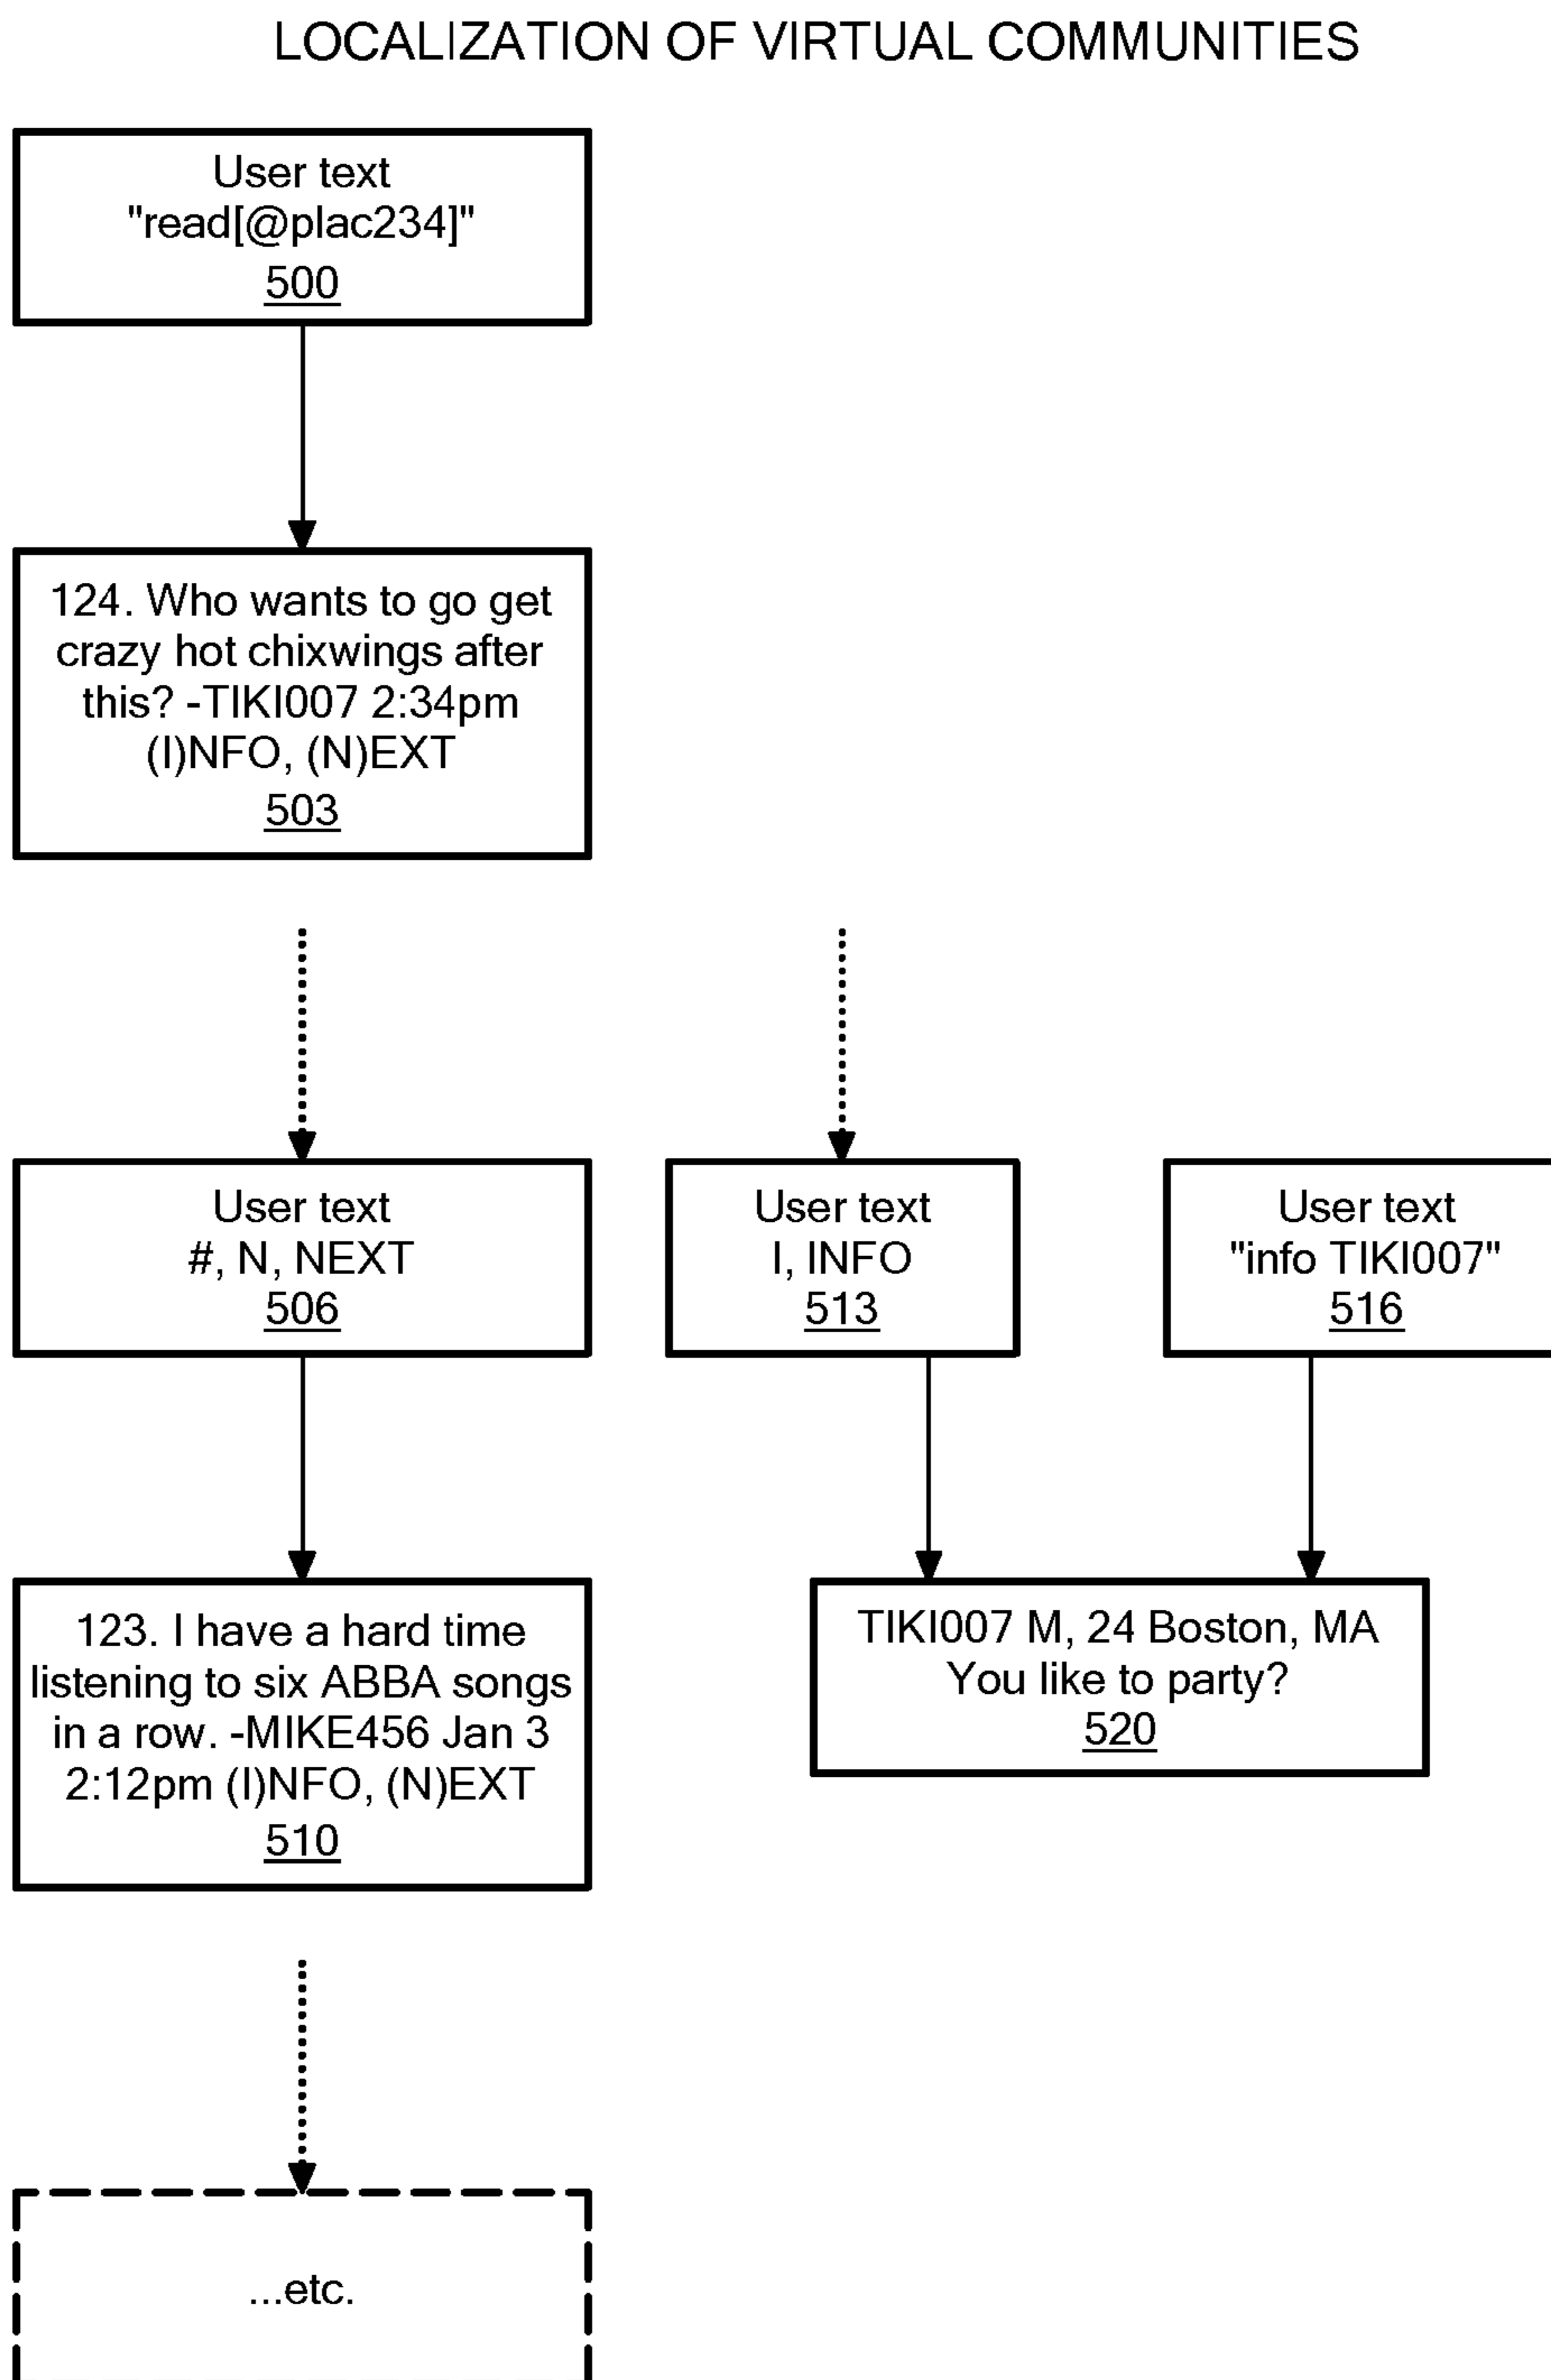 LOCALIZATION OF VIRTUAL COMMUNITIES
User text
"read[@plac234]"
500
124. Who wants to go get
crazy hot chixwings after
this? -TIKI007 2:34pm
(I)NFO, (N)EXT
503
User text
#, N, NEXT
506
User text
I, INFO
513
User text
"info TIKI007"
516
123. I have a hard time
listening to six ABBA songs
in a row. -MIKE456 Jan 3
2:12pm (I)NFO, (N)EXT
510
TIKI007 M, 24 Boston, MA
You like to party?
520
...etc.